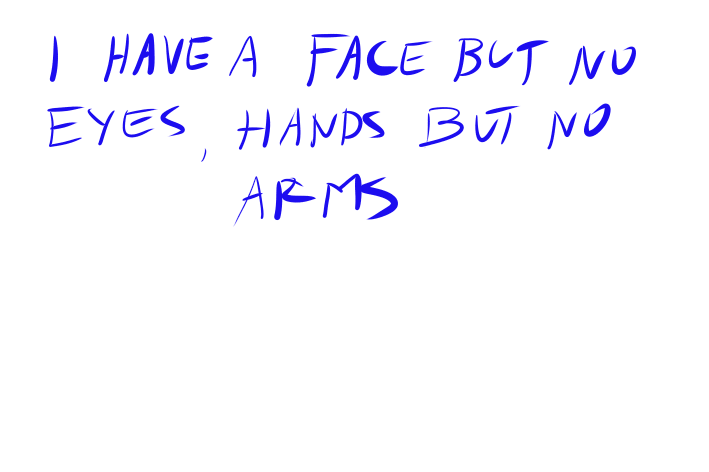 I HAVE A FACE BUT NO
EYES, HANDS BUT NO
ARMS